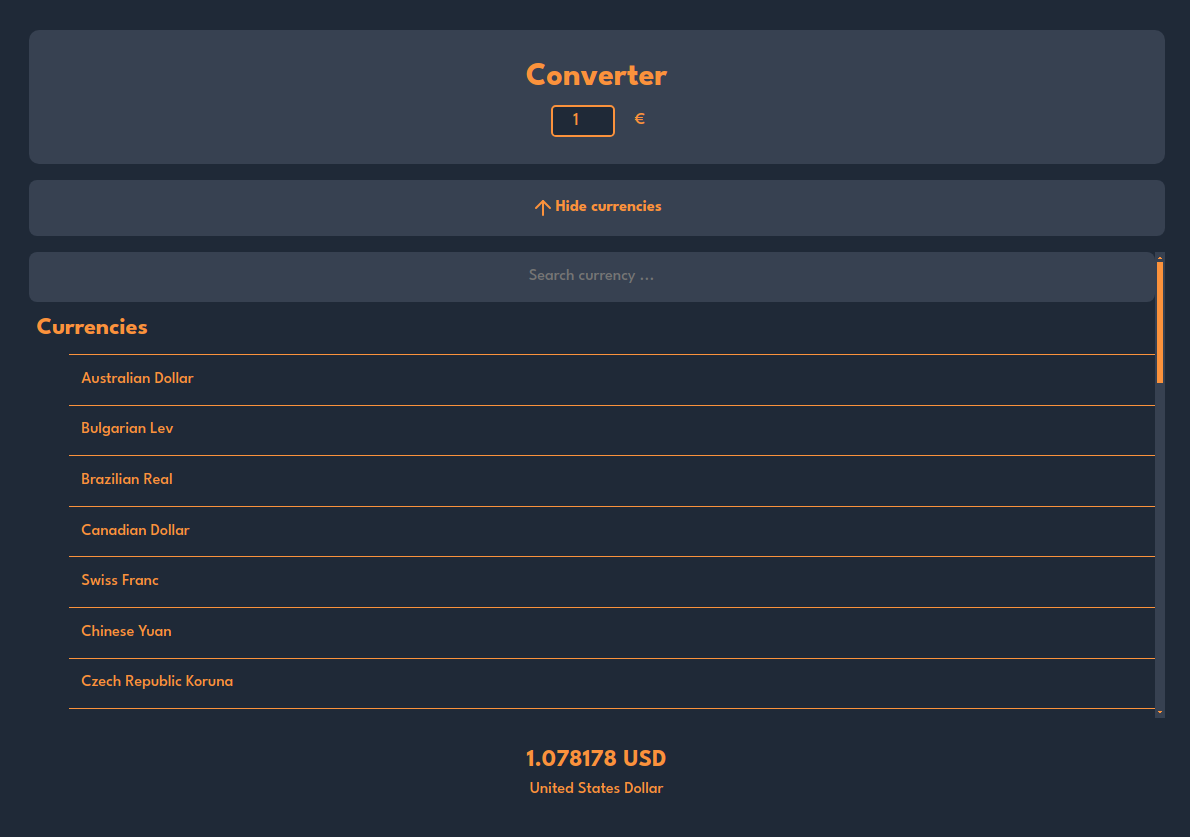 Converter
1 €
Hide currencies
Search currency ...
Currencies
Australian Dollar
Bulgarian Lev
Brazilian Real
Canadian Dollar
Swiss Franc
Chinese Yuan
Czech Republic Koruna
1.078178 USD
United States Dollar